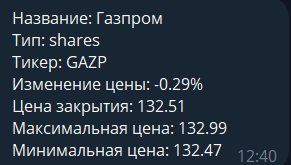 Название: Газпром
Тип: shares
Тикер: GAZP
Изменение цены: -0.29%
Цена закрытия: 132.51
Максимальная цена: 132.99
Минимальная цена: 132.47
12:40